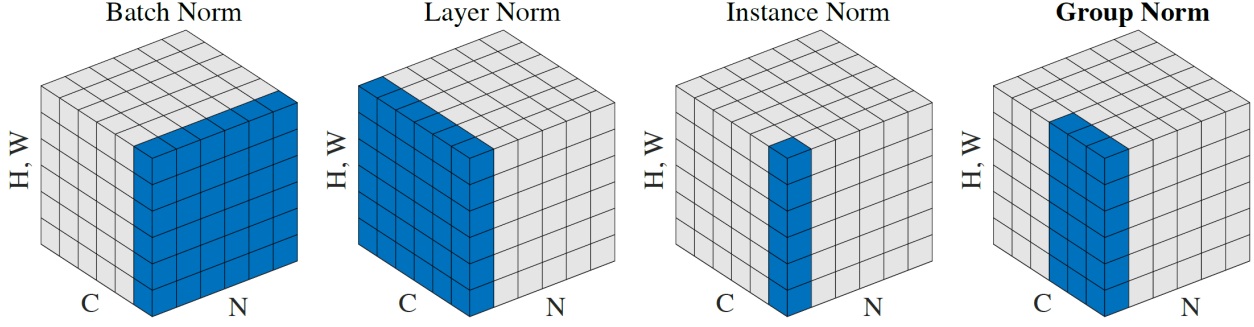 Batch Norm
Layer Norm
Instance Norm
Group Norm
H, W
C
N
H, W
C
N
H, W
C
N
H, W
C
N